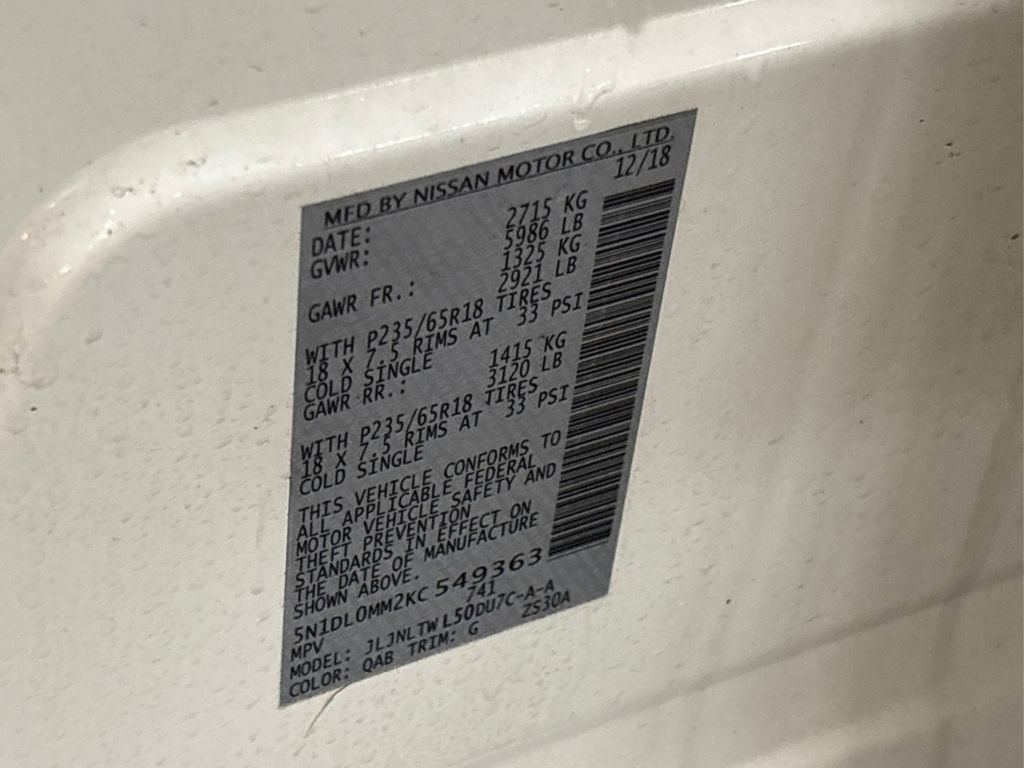 MFD BY NISSAN MOTOR CO., LTD.
DATE: 12/18
GVWR: 2715 KG
5986 LB
GAWR FR.: 1325 KG
2921 LB
WITH P235/65R18 TIRES
18 X 7.5 RIMS AT 33 PSI
COLD SINGLE
GAWR RR.: 1415 KG
3120 LB
WITH P235/65R18 TIRES
18 X 7.5 RIMS AT 33 PSI
COLD SINGLE
THIS VEHICLE CONFORMS TO
ALL APPLICABLE FEDERAL
MOTOR VEHICLE SAFETY AND
THEFT PREVENTION
STANDARDS IN EFFECT ON
THE DATE OF MANUFACTURE
SHOWN ABOVE.
5N1DL0MM2KC 549363
MPV 741
MODEL: JLJNLTWL50DU7C-A-A
COLOR: QAB TRIM: G ZS30A